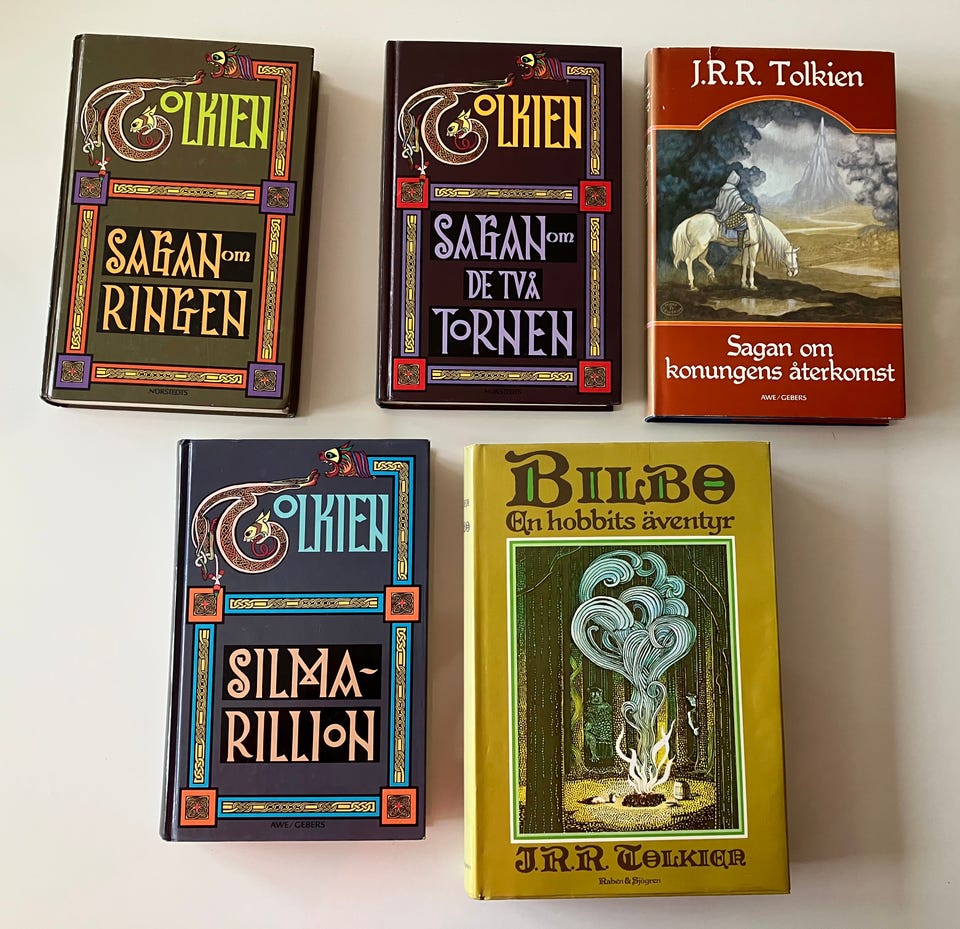 TOLKIEN
SAGAN om
RINGEN
NORSTEDTS
TOLKIEN
SAGAN om
DE TVÅ
TORNEN
NORSTEDTS
J.R.R. Tolkien
Sagan om
konungens återkomst
AWE/GEBERS
TOLKIEN
SILMA-
RILLION
AWE/GEBERS
BILBO
En hobbits äventyr
J.R.R. TOLKIEN
Rabén & Sjögren